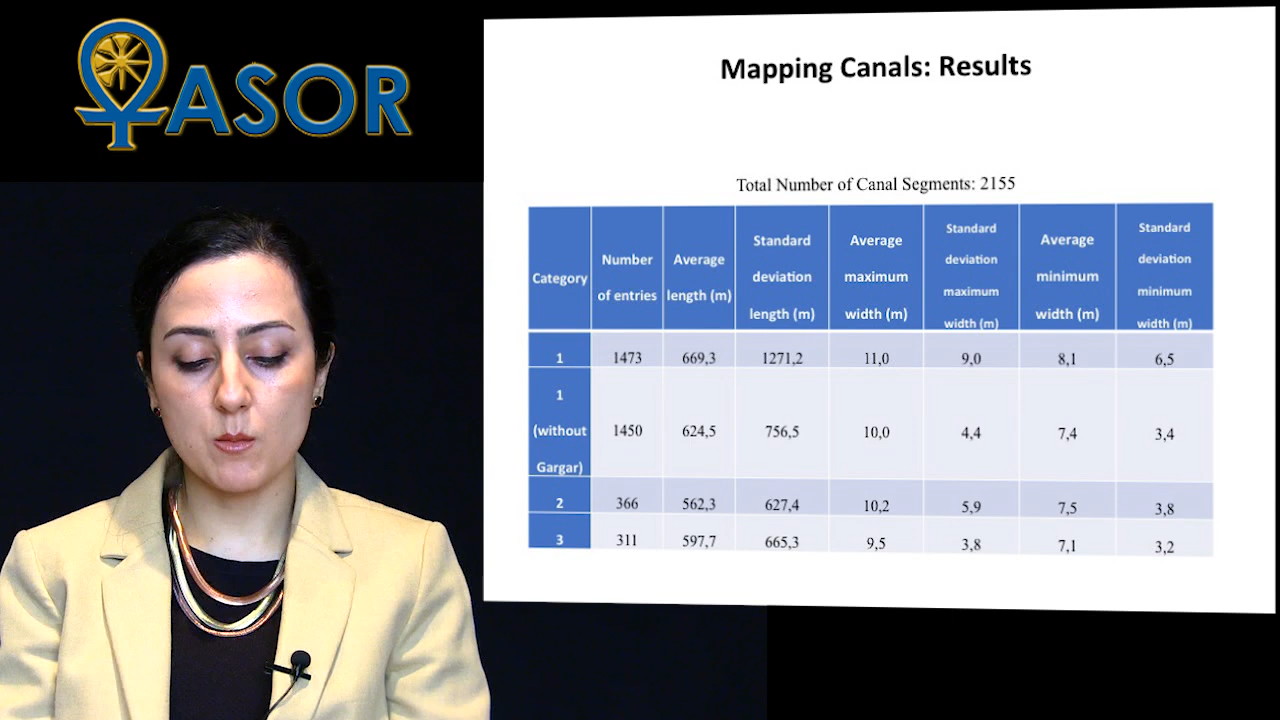 ASOR
Mapping Canals: Results
Total Number of Canal Segments: 2155
Category
Number
of entries
Average
length (m)
Standard
deviation
length (m)
Average
maximum
width (m)
Standard
deviation
maximum
width (m)
Average
minimum
width (m)
Standard
deviation
minimum
width (m)
1 1473 669,3 1271,2 11,0 9,0 8,1 6,5
1
(without
Gargar)
1450 624,5 756,5 10,0 4,4 7,4 3,4
2 366 562,3 627,4 10,2 5,9 7,5 3,8
3 311 597,7 665,3 9,5 3,8 7,1 3,2